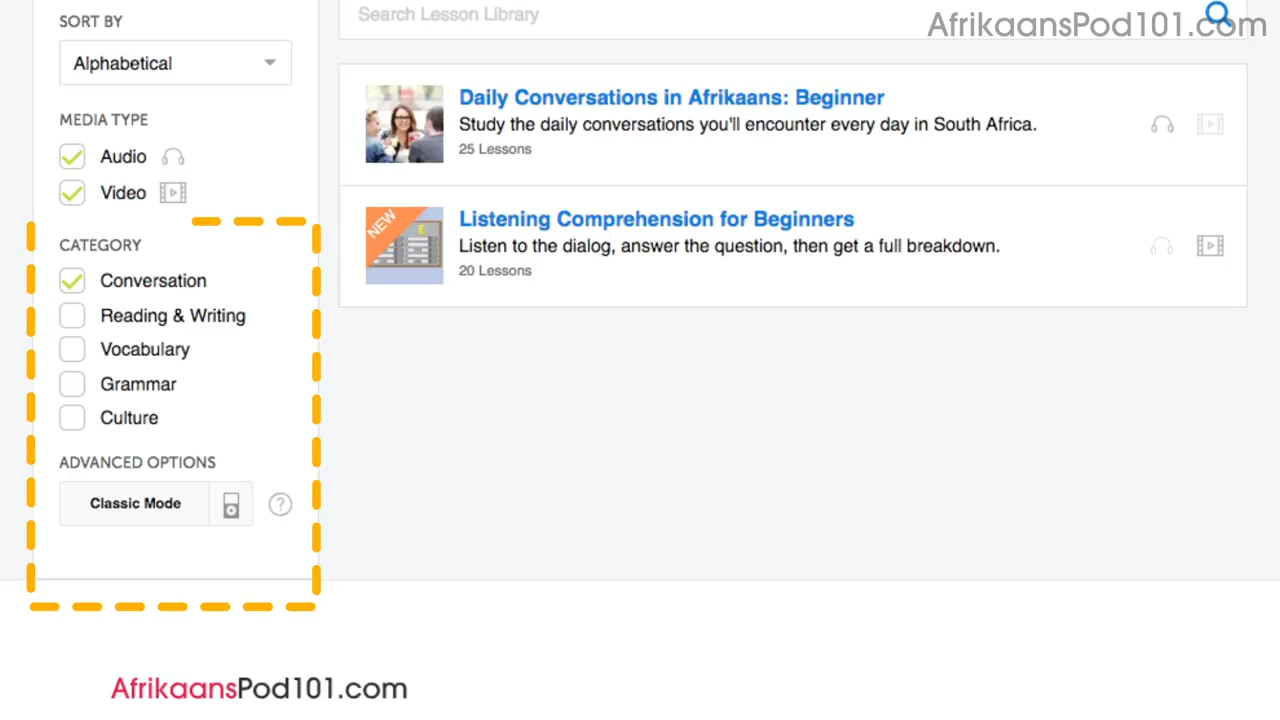 SORT BY
Alphabetical
MEDIA TYPE
Audio
Video
CATEGORY
Conversation
Reading & Writing
Vocabulary
Grammar
Culture
ADVANCED OPTIONS
Classic Mode
?
Search Lesson Library
AfrikaansPod101.com
Daily Conversations in Afrikaans: Beginner
Study the daily conversations you'll encounter every day in South Africa.
25 Lessons
NEW
Listening Comprehension for Beginners
Listen to the dialog, answer the question, then get a full breakdown.
20 Lessons
AfrikaansPod101.com